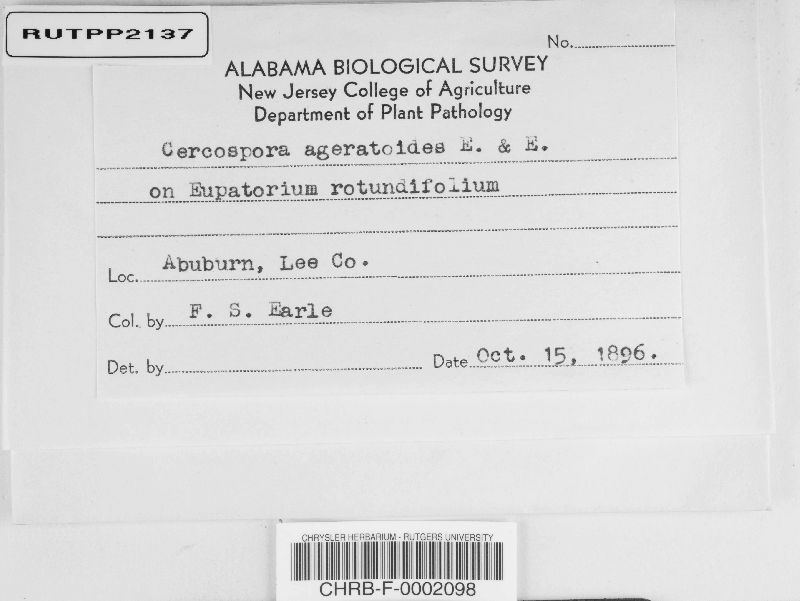 RUTPP2137
No.
ALABAMA BIOLOGICAL SURVEY
New Jersey College of Agriculture
Department of Plant Pathology
Cercospora ageratoides E. & E.
on Eupatorium rotundifolium
Loc. Abuburn, Lee Co.
Col. by F. S. Earle
Det. by Date Oct. 15, 1896.
CHRYSLER HERBARIUM - RUTGERS UNIVERSITY
CHRB-F-0002098